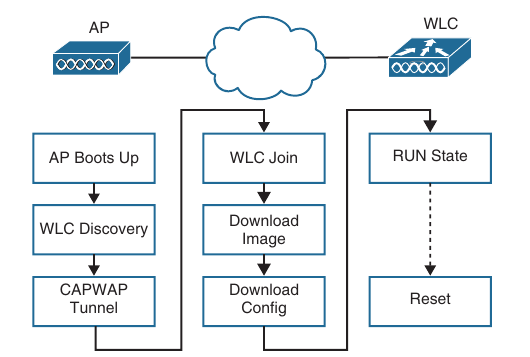 AP
WLC
AP Boots Up
WLC Discovery
CAPWAP
Tunnel
WLC Join
Download
Image
Download
Config
RUN State
Reset